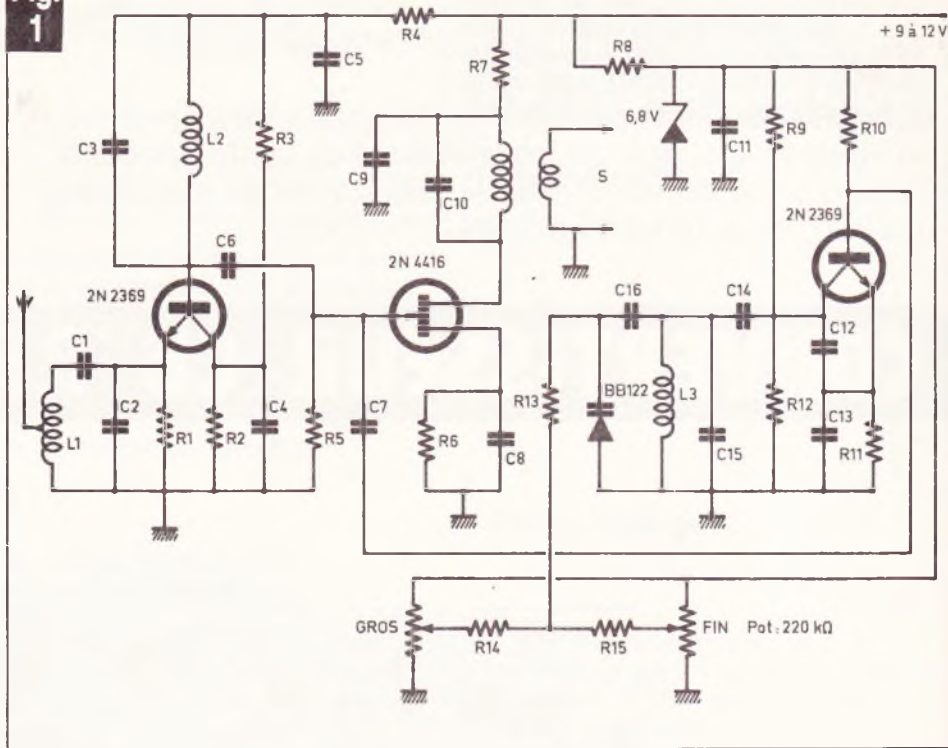 Fig.
1
R4
+ 9 à 12 V
C5
R7
R8
C3
L2
R3
6,8 V
C11
R9
R10
C9
C10
S
C6
2N 2369
2N 4416
2N 2369
C16
C14
C12
C1
R13
BB122
L3
R12
C13
L1
C2
R1
R2
C4
R5
C7
R6
C8
C15
R11
GROS
R14
R15
FIN
Pot : 220 kΩ